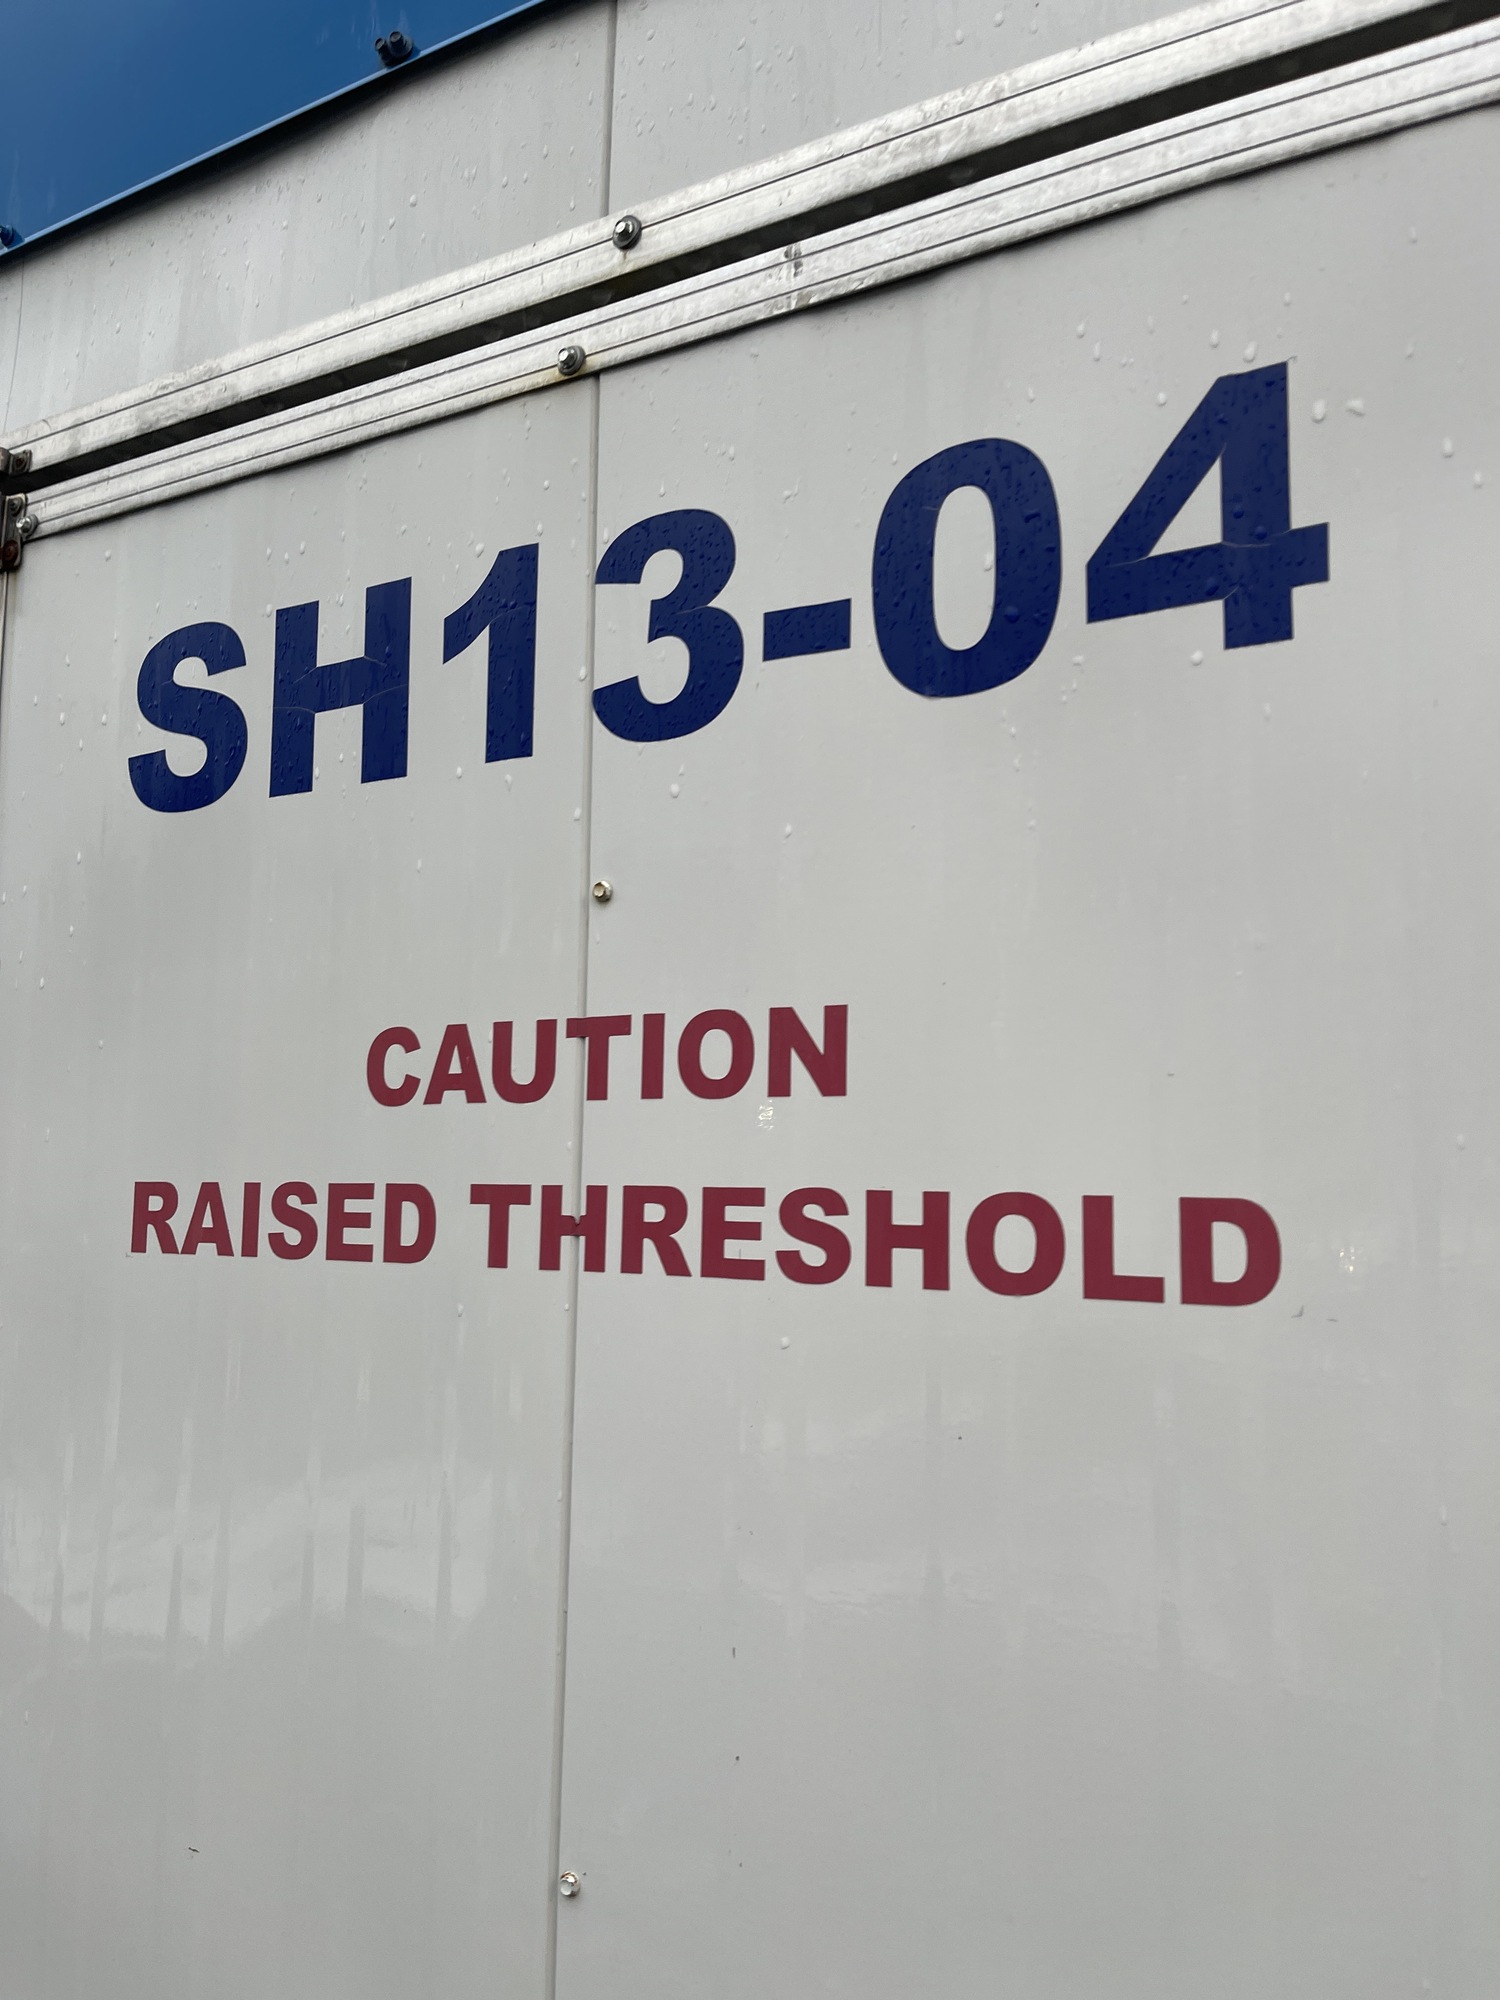 SH13-04
CAUTION
RAISED THRESHOLD